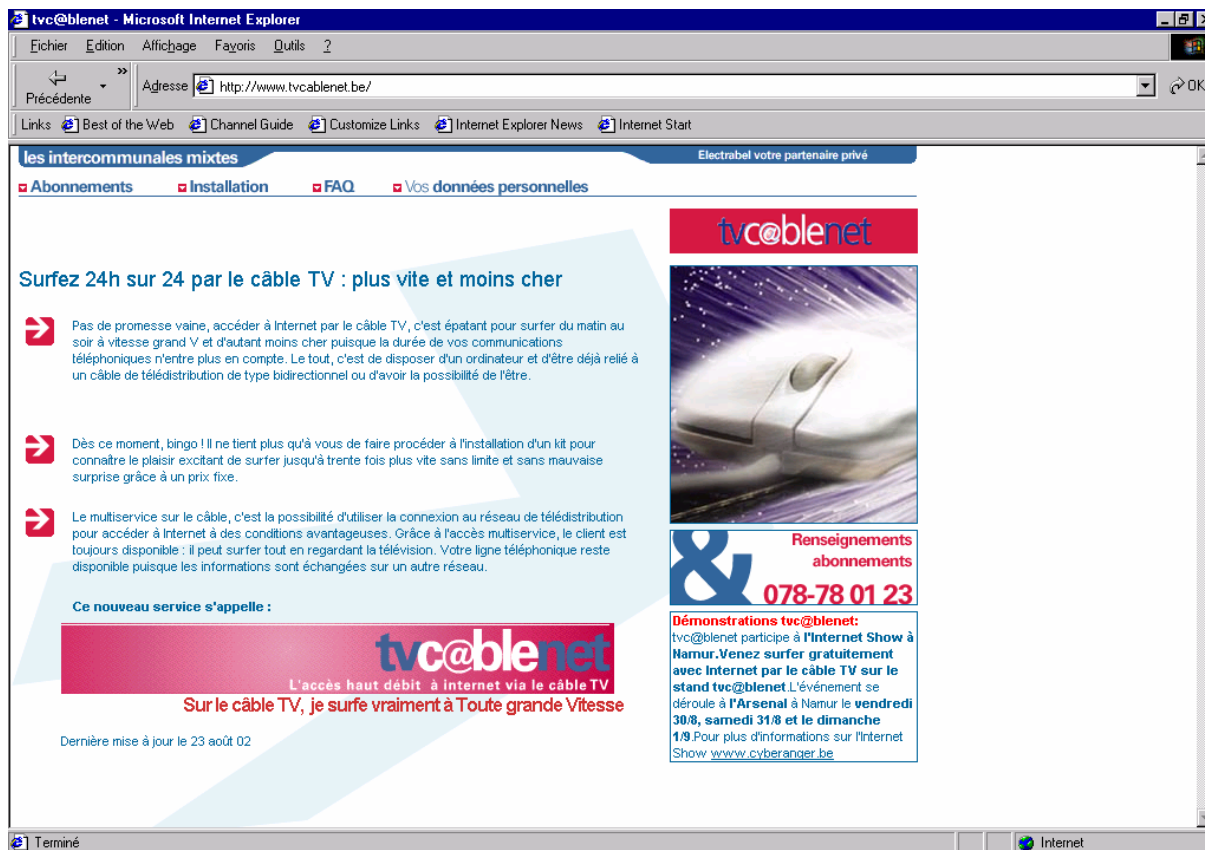 tvc@blenet - Microsoft Internet Explorer
Fichier Edition Affichage Favoris Outils ?
Précédente
Adresse http://www.tvcablenet.be/
OK
Links Best of the Web Channel Guide Customize Links Internet Explorer News Internet Start
les intercommunales mixtes
Electrabel votre partenaire privé
Abonnements Installation FAQ Vos données personnelles
tvc@blenet
Surfez 24h sur 24 par le câble TV : plus vite et moins cher
Pas de promesse vaine, accéder à Internet par le câble TV, c'est épatant pour surfer du matin au
soir à vitesse grand V et d'autant moins cher puisque la durée de vos communications
téléphoniques n'entre plus en compte. Le tout, c'est de disposer d'un ordinateur et d'être déjà relié à
un câble de télédistribution de type bidirectionnel ou d'avoir la possibilité de l'être.
Dès ce moment, bingo ! Il ne tient plus qu'à vous de faire procéder à l'installation d'un kit pour
connaître le plaisir excitant de surfer jusqu'à trente fois plus vite sans limite et sans mauvaise
surprise grâce à un prix fixe.
Le multiservice sur le câble, c'est la possibilité d'utiliser la connexion au réseau de télédistribution
pour accéder à Internet à des conditions avantageuses. Grâce à l'accès multiservice, le client est
toujours disponible : il peut surfer tout en regardant la télévision. Votre ligne téléphonique reste
disponible puisque les informations sont échangées sur un autre réseau.
Ce nouveau service s'appelle :
tvc@blenet
L'accès haut débit à internet via le câble TV
Sur le câble TV, je surfe vraiment à Toute grande Vitesse
Dernière mise à jour le 23 août 02
&
Renseignements
abonnements
078-78 01 23
Démonstrations tvc@blenet:
tvc@blenet participe à l'Internet Show à
Namur.Venez surfer gratuitement
avec Internet par le câble TV sur le
stand tvc@blenet.L'événement se
déroule à l'Arsenal à Namur le vendredi
30/8, samedi 31/8 et le dimanche
1/9.Pour plus d'informations sur l'Internet
Show www.cyberanger.be
Terminé
Internet